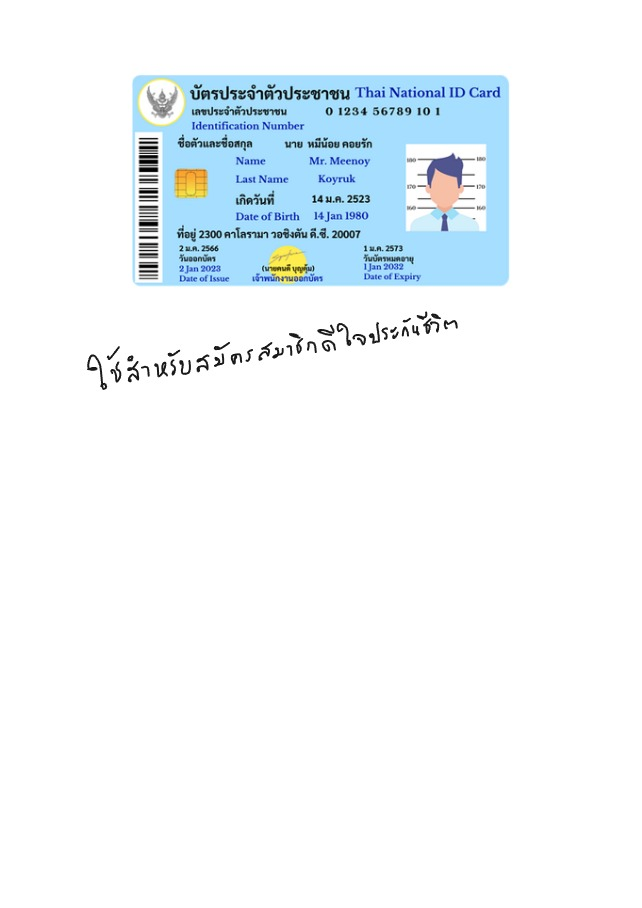 บัตรประจำตัวประชาชน Thai National ID Card
เลขประจำตัวประชาชน 0 1234 56789 10 1
Identification Number
ชื่อตัวและชื่อสกุล นาย หมีน้อย คอยรัก
Name Mr. Meenoy
Last Name Koyruk
เกิดวันที่ 14 ม.ค. 2523
Date of Birth 14 Jan 1980
180 180
170 170
160 160
ที่อยู่ 2300 คาโลรามา วอชิงตัน ดี.ซี. 20007
2 ม.ค. 2566
วันออกบัตร
2 Jan 2023
Date of Issue
(นายคนดี บุญคุ้ม)
เจ้าพนักงานออกบัตร
1 ม.ค. 2573
วันบัตรหมดอายุ
1 Jan 2032
Date of Expiry
ใช้สำหรับสมัครสมาชิกดีใจประกันชีวิต